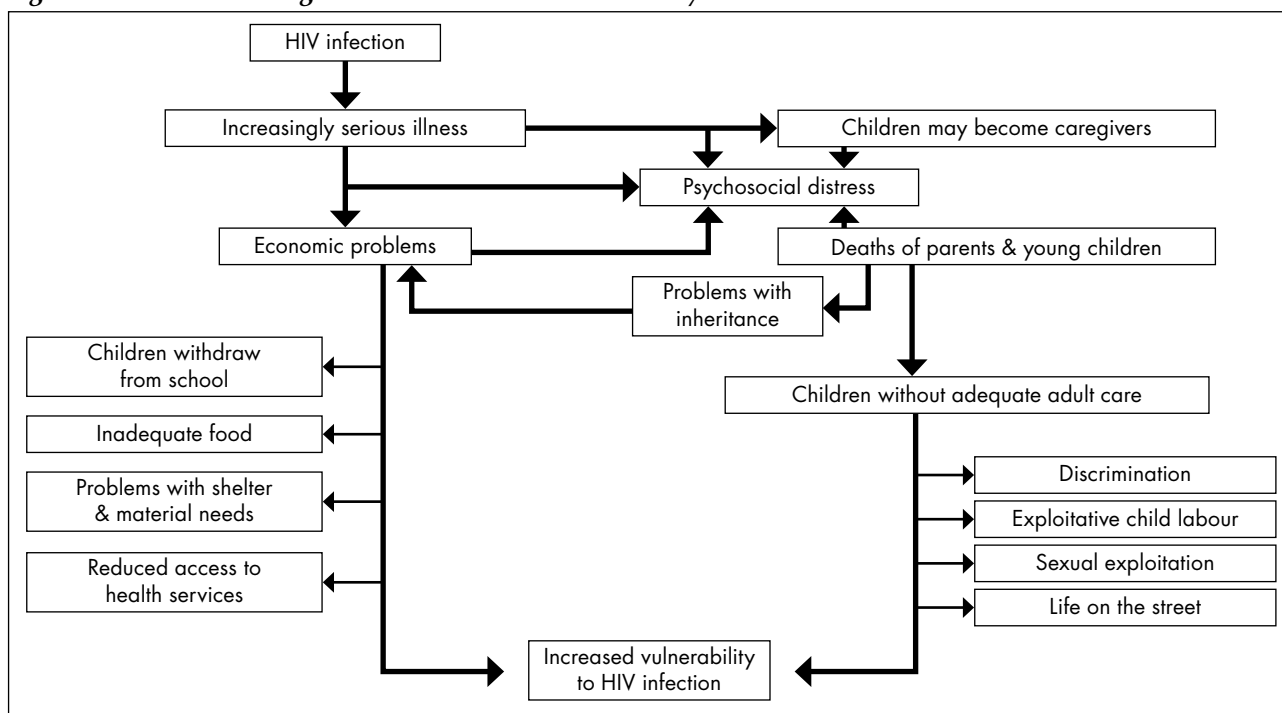 HIV infection
Increasingly serious illness
Children may become caregivers
Psychosocial distress
Economic problems
Deaths of parents & young children
Problems with
inheritance
Children withdraw
from school
Children without adequate adult care
Inadequate food
Discrimination
Problems with shelter
& material needs
Exploitative child labour
Sexual exploitation
Reduced access to
health services
Life on the street
Increased vulnerability
to HIV infection